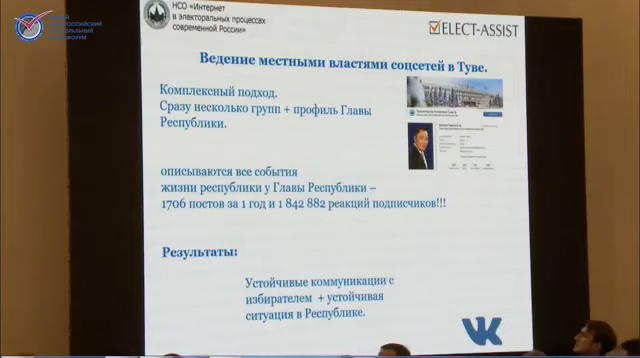 НСО «Интернет
в электоральных процессах
современной России»
ELECT-ASSIST
Ведение местными властями соцсетей в Туве.
Комплексный подход.
Сразу несколько групп + профиль Главы
Республики.
описываются все события
жизни республики у Главы Республики –
1706 постов за 1 год и 1 842 882 реакций подписчиков!!!
Результаты:
Устойчивые коммуникации с
избирателем + устойчивая
ситуация в Республике.